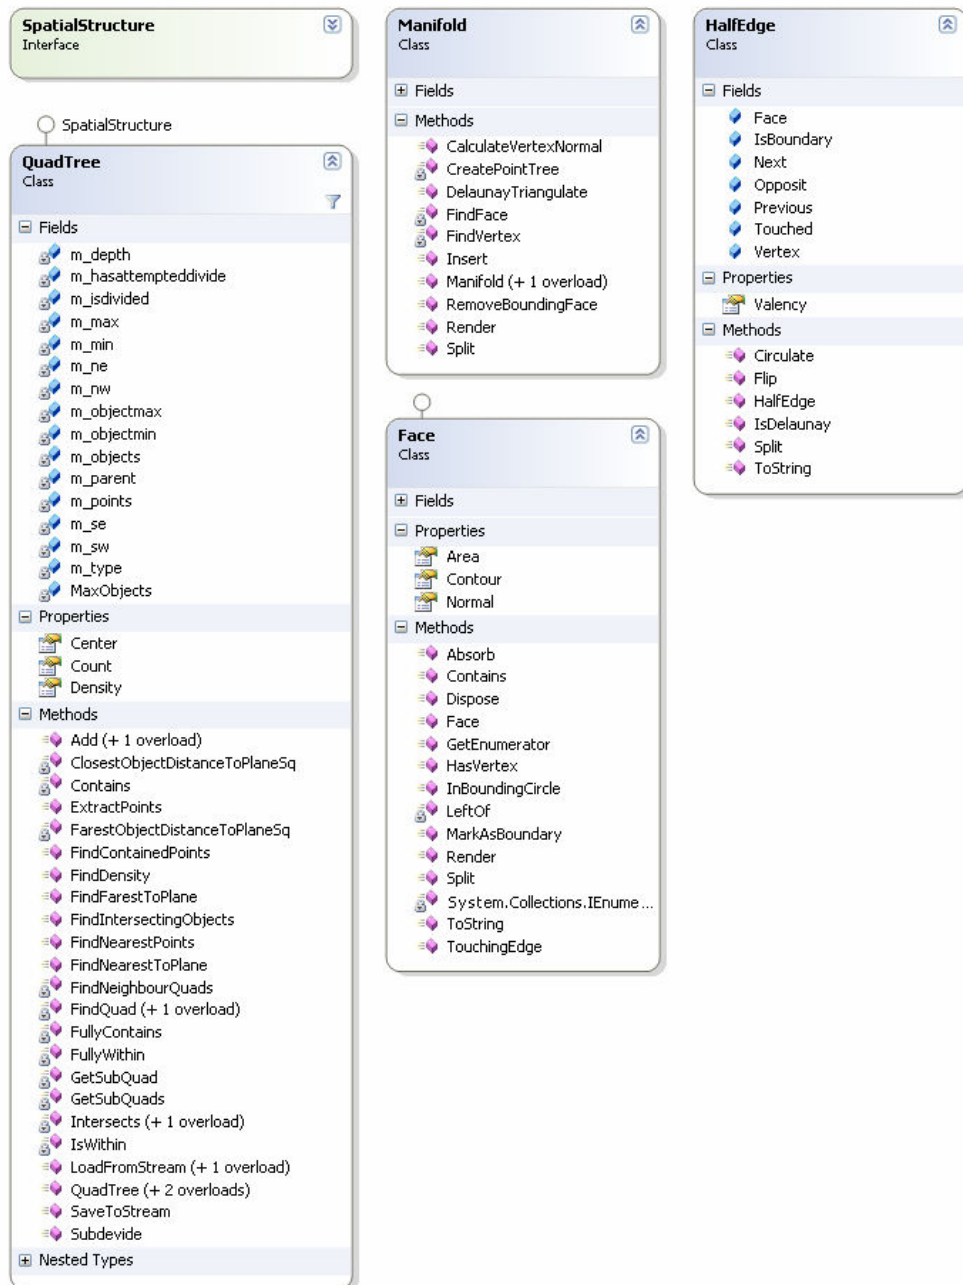 SpatialStructure
Interface
SpatialStructure
QuadTree
Class
Fields
m_depth
m_hasattempteddivide
m_isdivided
m_max
m_min
m_ne
m_nw
m_objectmax
m_objectmin
m_objects
m_parent
m_points
m_se
m_sw
m_type
MaxObjects
Properties
Center
Count
Density
Methods
Add (+ 1 overload)
ClosestObjectDistanceToPlaneSq
Contains
ExtractPoints
FarestObjectDistanceToPlaneSq
FindContainedPoints
FindDensity
FindFarestToPlane
FindIntersectingObjects
FindNearestPoints
FindNearestToPlane
FindNeighbourQuads
FindQuad (+ 1 overload)
FullyContains
FullyWithin
GetSubQuad
GetSubQuads
Intersects (+ 1 overload)
IsWithin
LoadFromStream (+ 1 overload)
QuadTree (+ 2 overloads)
SaveToStream
Subdevide
Nested Types
Manifold
Class
Fields
Methods
CalculateVertexNormal
CreatePointTree
DelaunayTriangulate
FindFace
FindVertex
Insert
Manifold (+ 1 overload)
RemoveBoundingFace
Render
Split
Face
Class
Fields
Properties
Area
Contour
Normal
Methods
Absorb
Contains
Dispose
Face
GetEnumerator
HasVertex
InBoundingCircle
LeftOf
MarkAsBoundary
Render
Split
System.Collections.IEnume...
ToString
TouchingEdge
HalfEdge
Class
Fields
Face
IsBoundary
Next
Opposit
Previous
Touched
Vertex
Properties
Valency
Methods
Circulate
Flip
HalfEdge
IsDelaunay
Split
ToString